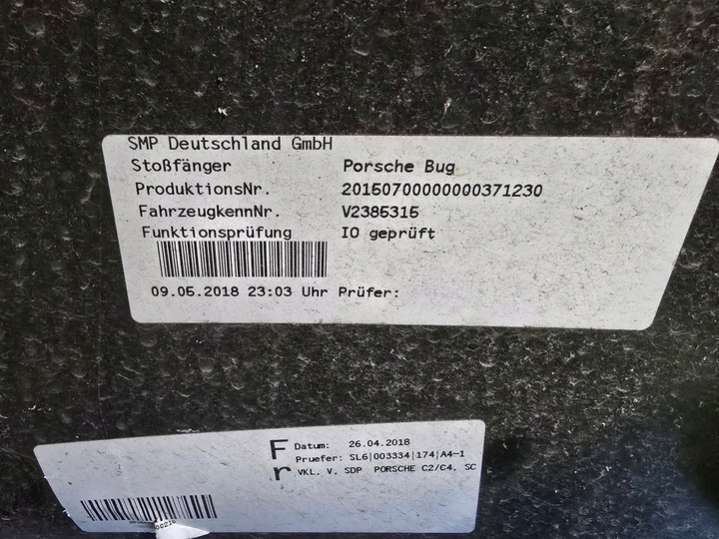 SMP Deutschland GmbH
Stoßfänger Porsche Bug
ProduktionsNr. 20150700000000371230
FahrzeugkennNr. V2385315
Funktionsprüfung IO geprüft
09.05.2018 23:03 Uhr Prüfer:
F Datum: 26.04.2018
Pruefer: SL6|003334|174|A4-1
r VKL. V. SDP PORSCHE C2/C4, SC